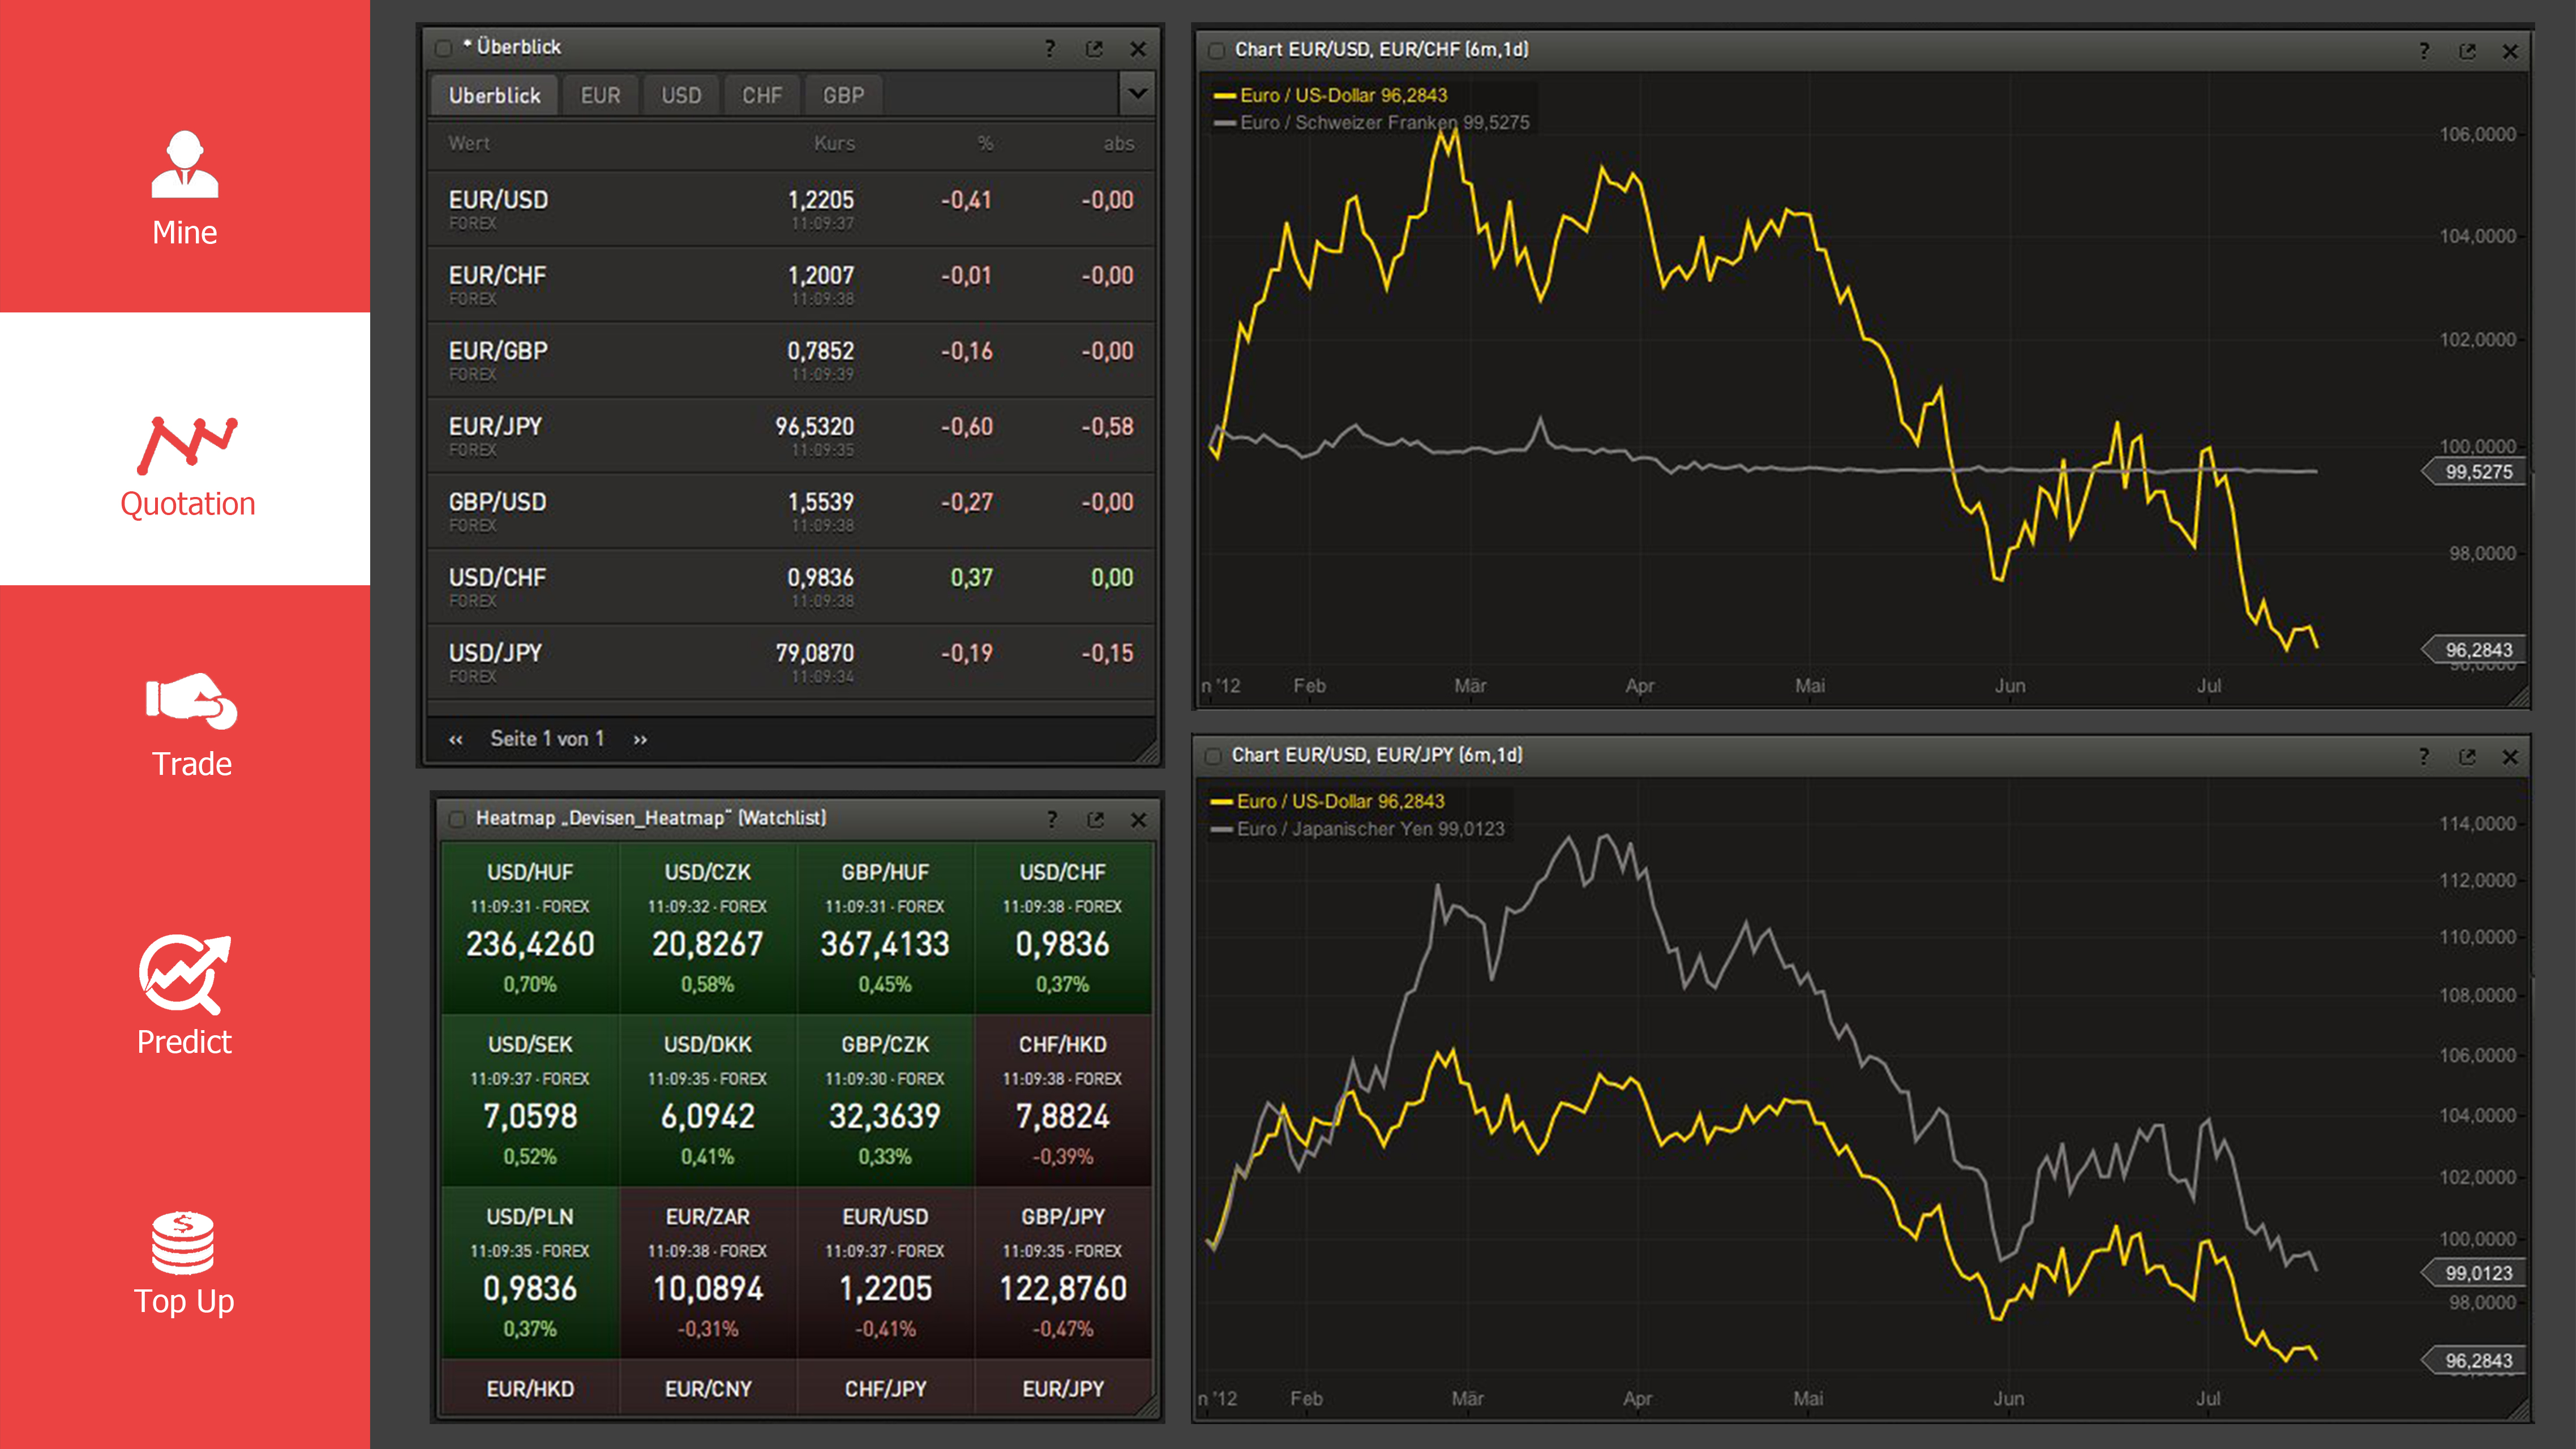 Mine
Quotation
Trade
Predict
Top Up
* Überblick
?
Uberblick EUR USD CHF GBP
Wert Kurs % abs
EUR/USD 1,2205 -0,41 -0,00
FOREX 11:09:37
EUR/CHF 1,2007 -0,01 -0,00
FOREX 11:09:38
EUR/GBP 0,7852 -0,16 -0,00
FOREX 11:09:39
EUR/JPY 96,5320 -0,60 -0,58
FOREX 11:09:35
GBP/USD 1,5539 -0,27 -0,00
FOREX 11:09:38
USD/CHF 0,9836 0,37 0,00
FOREX 11:09:38
USD/JPY 79,0870 -0,19 -0,15
FOREX 11:09:34
‹‹ Seite 1 von 1 ››
Heatmap „Devisen_Heatmap“ (Watchlist) ?
USD/HUF USD/CZK GBP/HUF USD/CHF
11:09:31 · FOREX 11:09:32 · FOREX 11:09:31 · FOREX 11:09:38 · FOREX
236,4260 20,8267 367,4133 0,9836
0,70% 0,58% 0,45% 0,37%
USD/SEK USD/DKK GBP/CZK CHF/HKD
11:09:37 · FOREX 11:09:35 · FOREX 11:09:30 · FOREX 11:09:38 · FOREX
7,0598 6,0942 32,3639 7,8824
0,52% 0,41% 0,33% -0,39%
USD/PLN EUR/ZAR EUR/USD GBP/JPY
11:09:35 · FOREX 11:09:38 · FOREX 11:09:37 · FOREX 11:09:35 · FOREX
0,9836 10,0894 1,2205 122,8760
0,37% -0,31% -0,41% -0,47%
EUR/HKD EUR/CNY CHF/JPY EUR/JPY
Chart EUR/USD, EUR/CHF (6m,1d) ?
Euro / US-Dollar 96,2843
Euro / Schweizer Franken 99,5275
106,0000
104,0000
102,0000
100,0000
99,5275
98,0000
96,2843
n '12 Feb Mär Apr Mai Jun Jul
Chart EUR/USD, EUR/JPY (6m,1d) ?
Euro / US-Dollar 96,2843
Euro / Japanischer Yen 99,0123
114,0000
112,0000
110,0000
108,0000
106,0000
104,0000
102,0000
100,0000
99,0123
98,0000
96,2843
n '12 Feb Mär Apr Mai Jun Jul